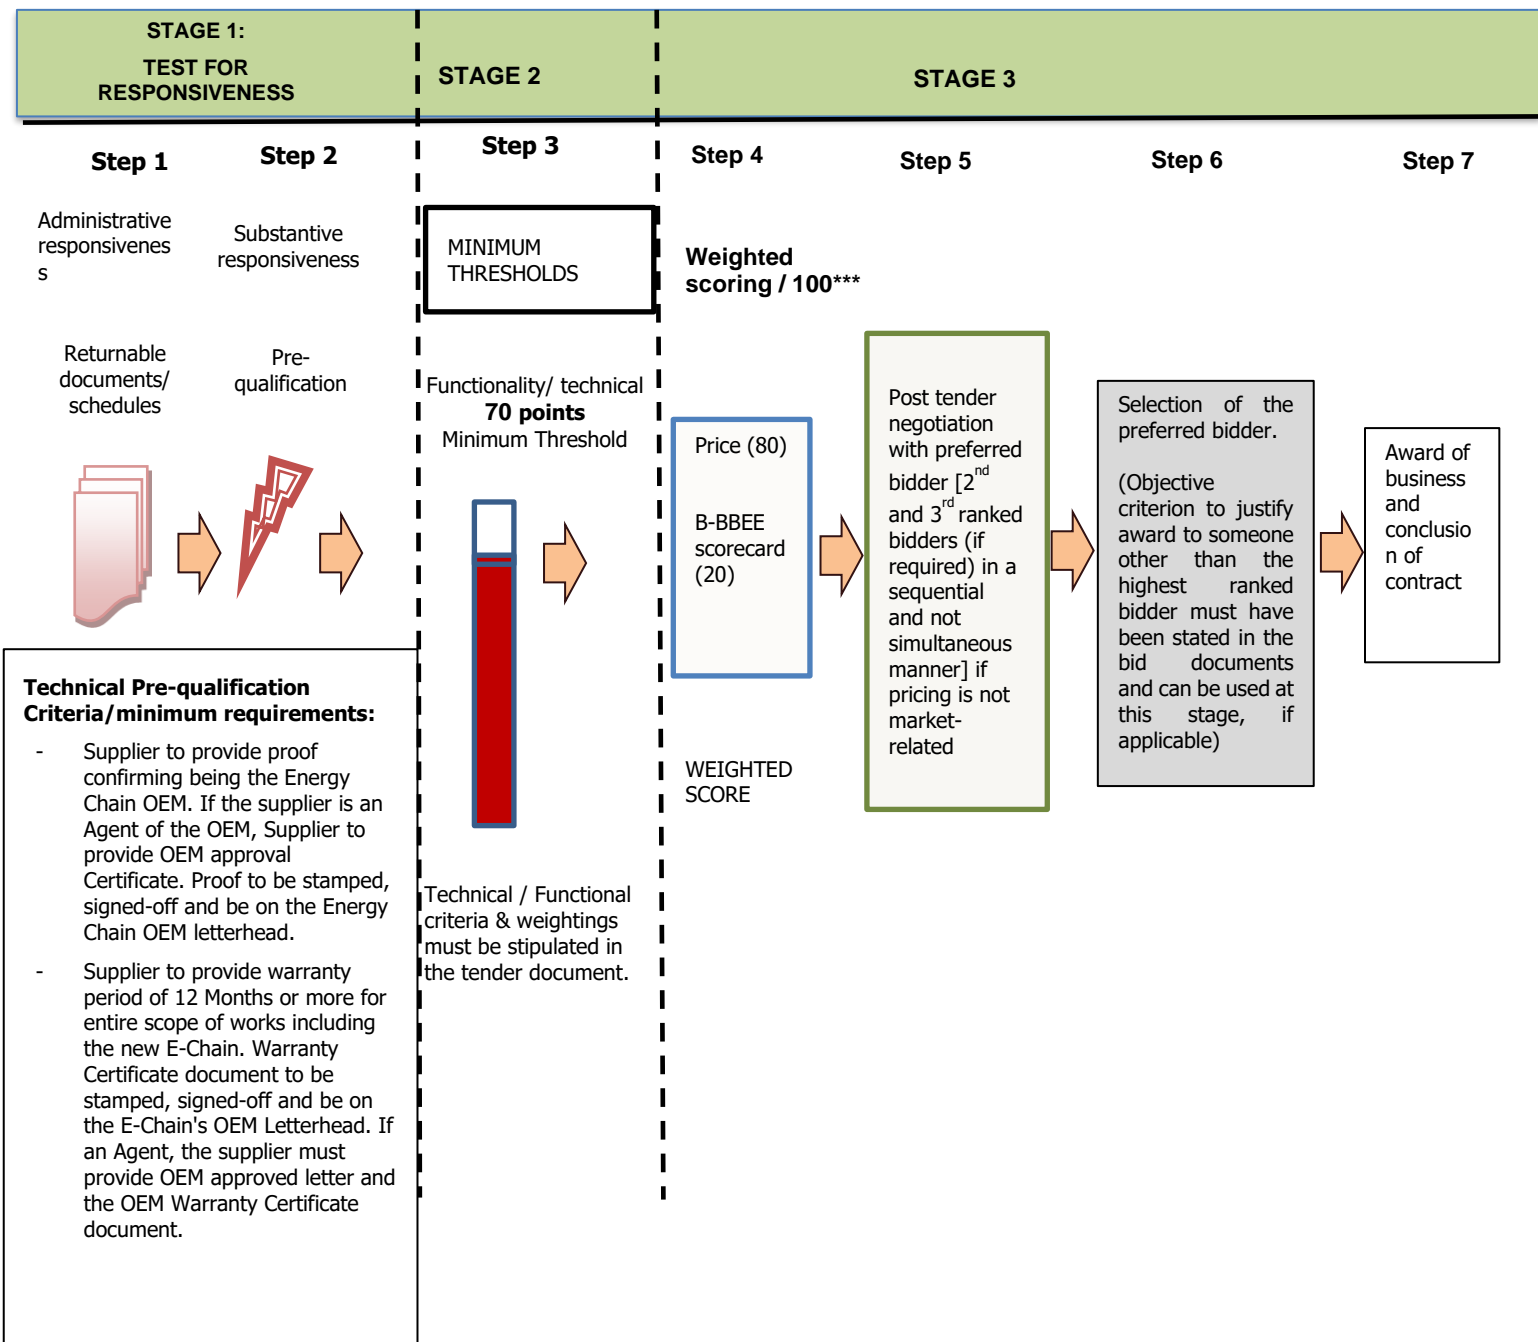 STAGE 1:
TEST FOR
RESPONSIVENESS
STAGE 2
STAGE 3
Step 1
Step 2
Step 3
Step 4
Step 5
Step 6
Step 7
Administrative
responsivenes
s
Substantive
responsiveness
MINIMUM
THRESHOLDS
Weighted
scoring / 100***
Returnable
documents/
schedules
Pre-
qualification
Functionality/ technical
70 points
Minimum Threshold
Price (80)
B-BBEE
scorecard
(20)
WEIGHTED
SCORE
Post tender
negotiation
with preferred
bidder [2nd
and 3rd ranked
bidders (if
required) in a
sequential
and not
simultaneous
manner] if
pricing is not
market-
related
Selection of the
preferred bidder.
(Objective
criterion to justify
award to someone
other than the
highest ranked
bidder must have
been stated in the
bid documents
and can be used at
this stage, if
applicable)
Award of
business
and
conclusio
n of
contract
Technical Pre-qualification
Criteria/minimum requirements:
- Supplier to provide proof
confirming being the Energy
Chain OEM. If the supplier is an
Agent of the OEM, Supplier to
provide OEM approval
Certificate. Proof to be stamped,
signed-off and be on the Energy
Chain OEM letterhead.
- Supplier to provide warranty
period of 12 Months or more for
entire scope of works including
the new E-Chain. Warranty
Certificate document to be
stamped, signed-off and be on
the E-Chain's OEM Letterhead. If
an Agent, the supplier must
provide OEM approved letter and
the OEM Warranty Certificate
document.
Technical / Functional
criteria & weightings
must be stipulated in
the tender document.